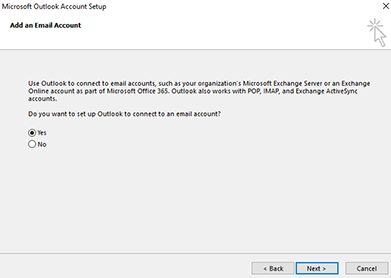 Microsoft Outlook Account Setup
Add an Email Account
Use Outlook to connect to email accounts, such as your organization's Microsoft Exchange Server or an Exchange
Online account as part of Microsoft Office 365. Outlook also works with POP, IMAP, and Exchange ActiveSync
accounts.
Do you want to set up Outlook to connect to an email account?
Yes
No
< Back Next > Cancel